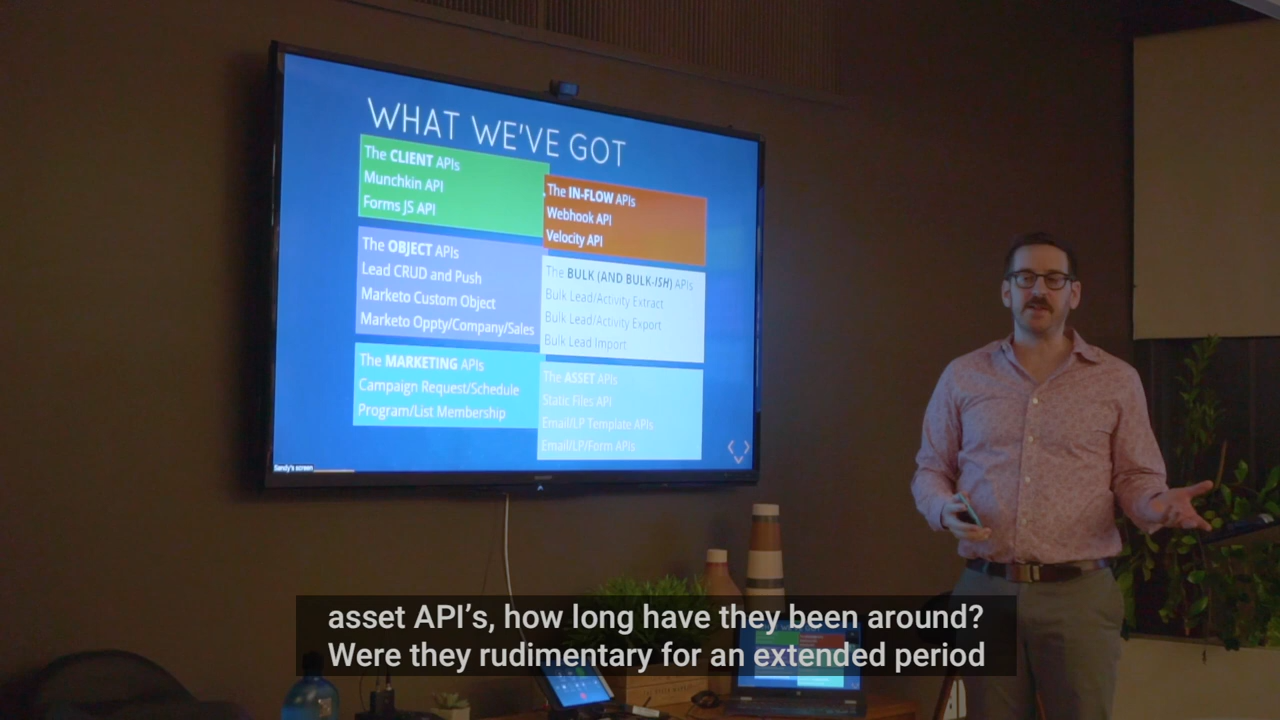 WHAT WE'VE GOT
The CLIENT APIs
Munchkin API
Forms JS API
The IN-FLOW APIs
Webhook API
Velocity API
The OBJECT APIs
Lead CRUD and Push
Marketo Custom Object
Marketo Oppty/Company/Sales
The BULK (AND BULK-ISH) APIs
Bulk Lead/Activity Extract
Bulk Lead/Activity Export
Bulk Lead Import
The MARKETING APIs
Campaign Request/Schedule
Program/List Membership
The ASSET APIs
Static Files API
Email/LP Template APIs
Email/LP/Form APIs
Sandy's screen
asset API’s, how long have they been around?
Were they rudimentary for an extended period